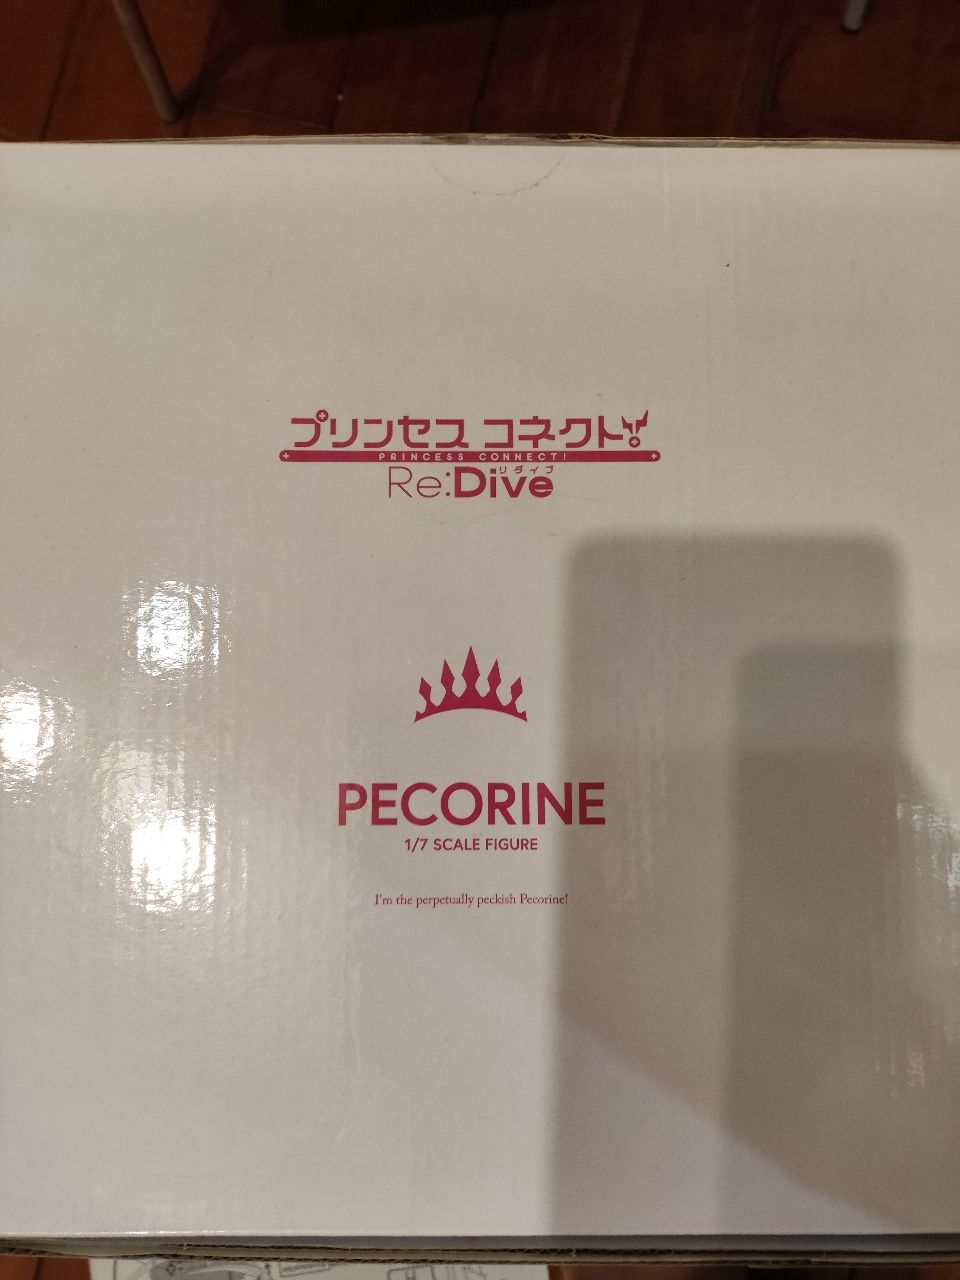 プリンセスコネクト!
PRINCESS CONNECT!
リダイブ
Re:Dive
PECORINE
1/7 SCALE FIGURE
I'm the perpetually peckish Pecorine!